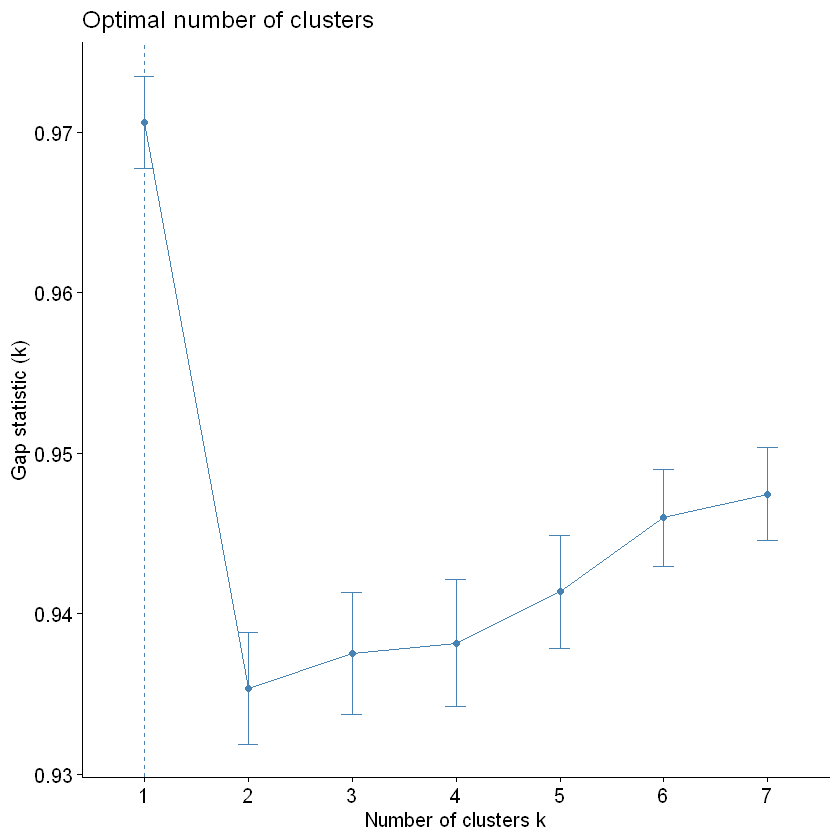 Optimal number of clusters
Gap statistic (k)
0.97
0.96
0.95
0.94
0.93
1 2 3 4 5 6 7
Number of clusters k